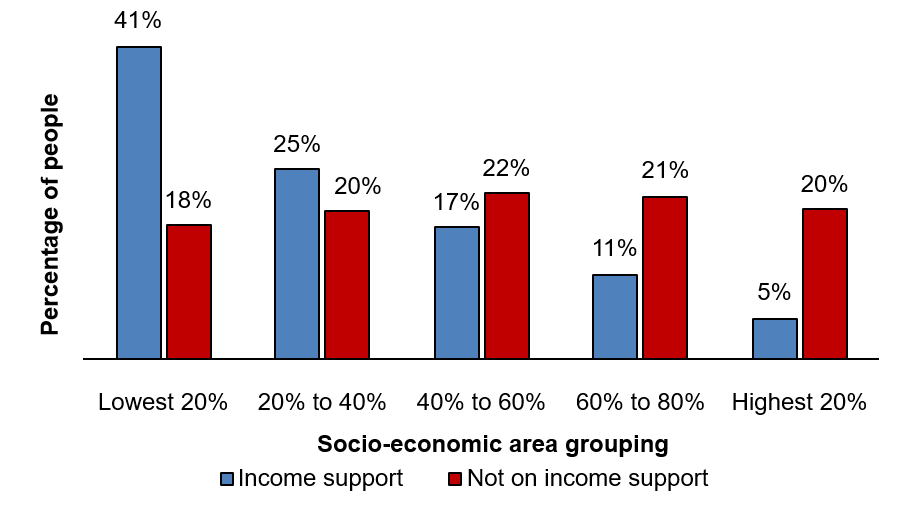 41%
18%
25%
20%
17%
22%
11%
21%
5%
20%
Percentage of people
Lowest 20%
20% to 40%
40% to 60%
60% to 80%
Highest 20%
Socio-economic area grouping
Income support
Not on income support